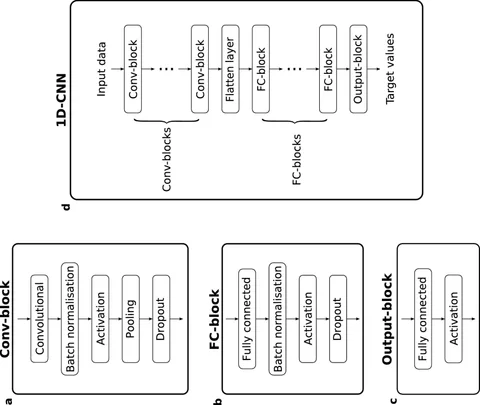 a
Conv-block
Convolutional
Batch normalisation
Activation
Pooling
Dropout
b
FC-block
Fully connected
Batch normalisation
Activation
Dropout
c
Output-block
Fully connected
Activation
d
1D-CNN
Input data
Conv-block
...
Conv-block
Conv-blocks
Flatten layer
FC-block
...
FC-block
FC-blocks
Output-block
Target values